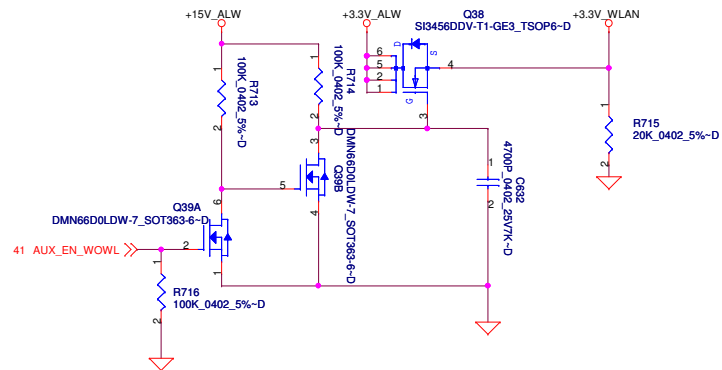 +15V_ALW
+3.3V_ALW
Q38
SI3456DDV-T1-GE3_TSOP6~D
+3.3V_WLAN
D
S
G
6
5
2
1
4
3
1
R713
100K_0402_5%~D
2
1
R714
100K_0402_5%~D
2
1
R715
20K_0402_5%~D
2
3
5
4
Q39B
DMN66D0LDW-7_SOT363-6~D
1
C632
4700P_0402_25V7K~D
2
Q39A
DMN66D0LDW-7_SOT363-6~D
6
2
1
41 AUX_EN_WOWL
1
R716
100K_0402_5%~D
2